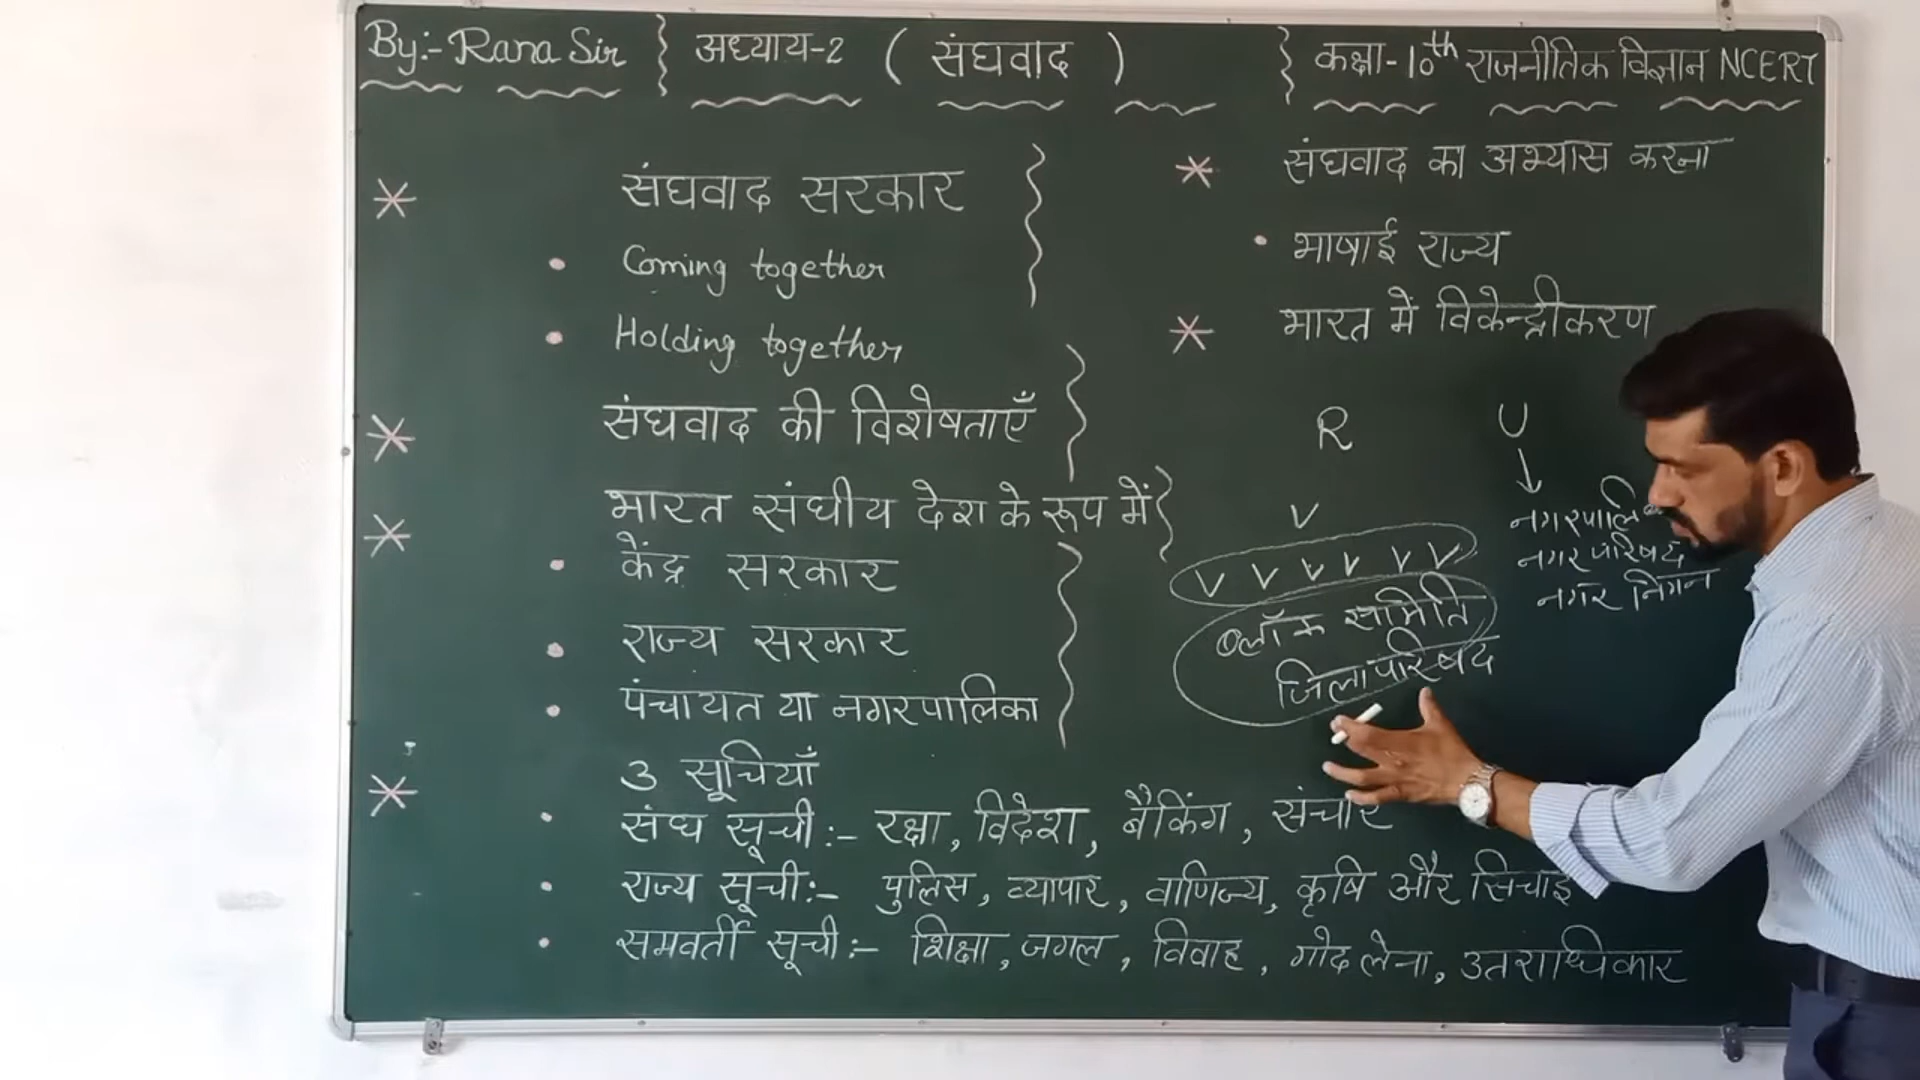 By:- Rana Sir
अध्याय-2 ( संघवाद )
कक्षा-10th राजनीतिक विज्ञान NCERT
संघवाद सरकार
Coming together
Holding together
संघवाद की विशेषताएँ
भारत संघीय देश के रूप में
केंद्र सरकार
राज्य सरकार
पंचायत या नगरपालिका
3 सूचियाँ
संघ सूची:- रक्षा, विदेश, बैकिंग, संचार
राज्य सूची:- पुलिस, व्यापार, वाणिज्य, कृषि और सिचाई
समवर्ती सूची:- शिक्षा, जगल, विवाह, गोद लेना, उतराधिकार
संघवाद का अभ्यास करना
भाषाई राज्य
भारत में विकेन्द्रीकरण
R
V
V V V V V V
ब्लॉक समिति
जिला परिषद
U
नगरपालि
नगर परिषद
नगर निगम